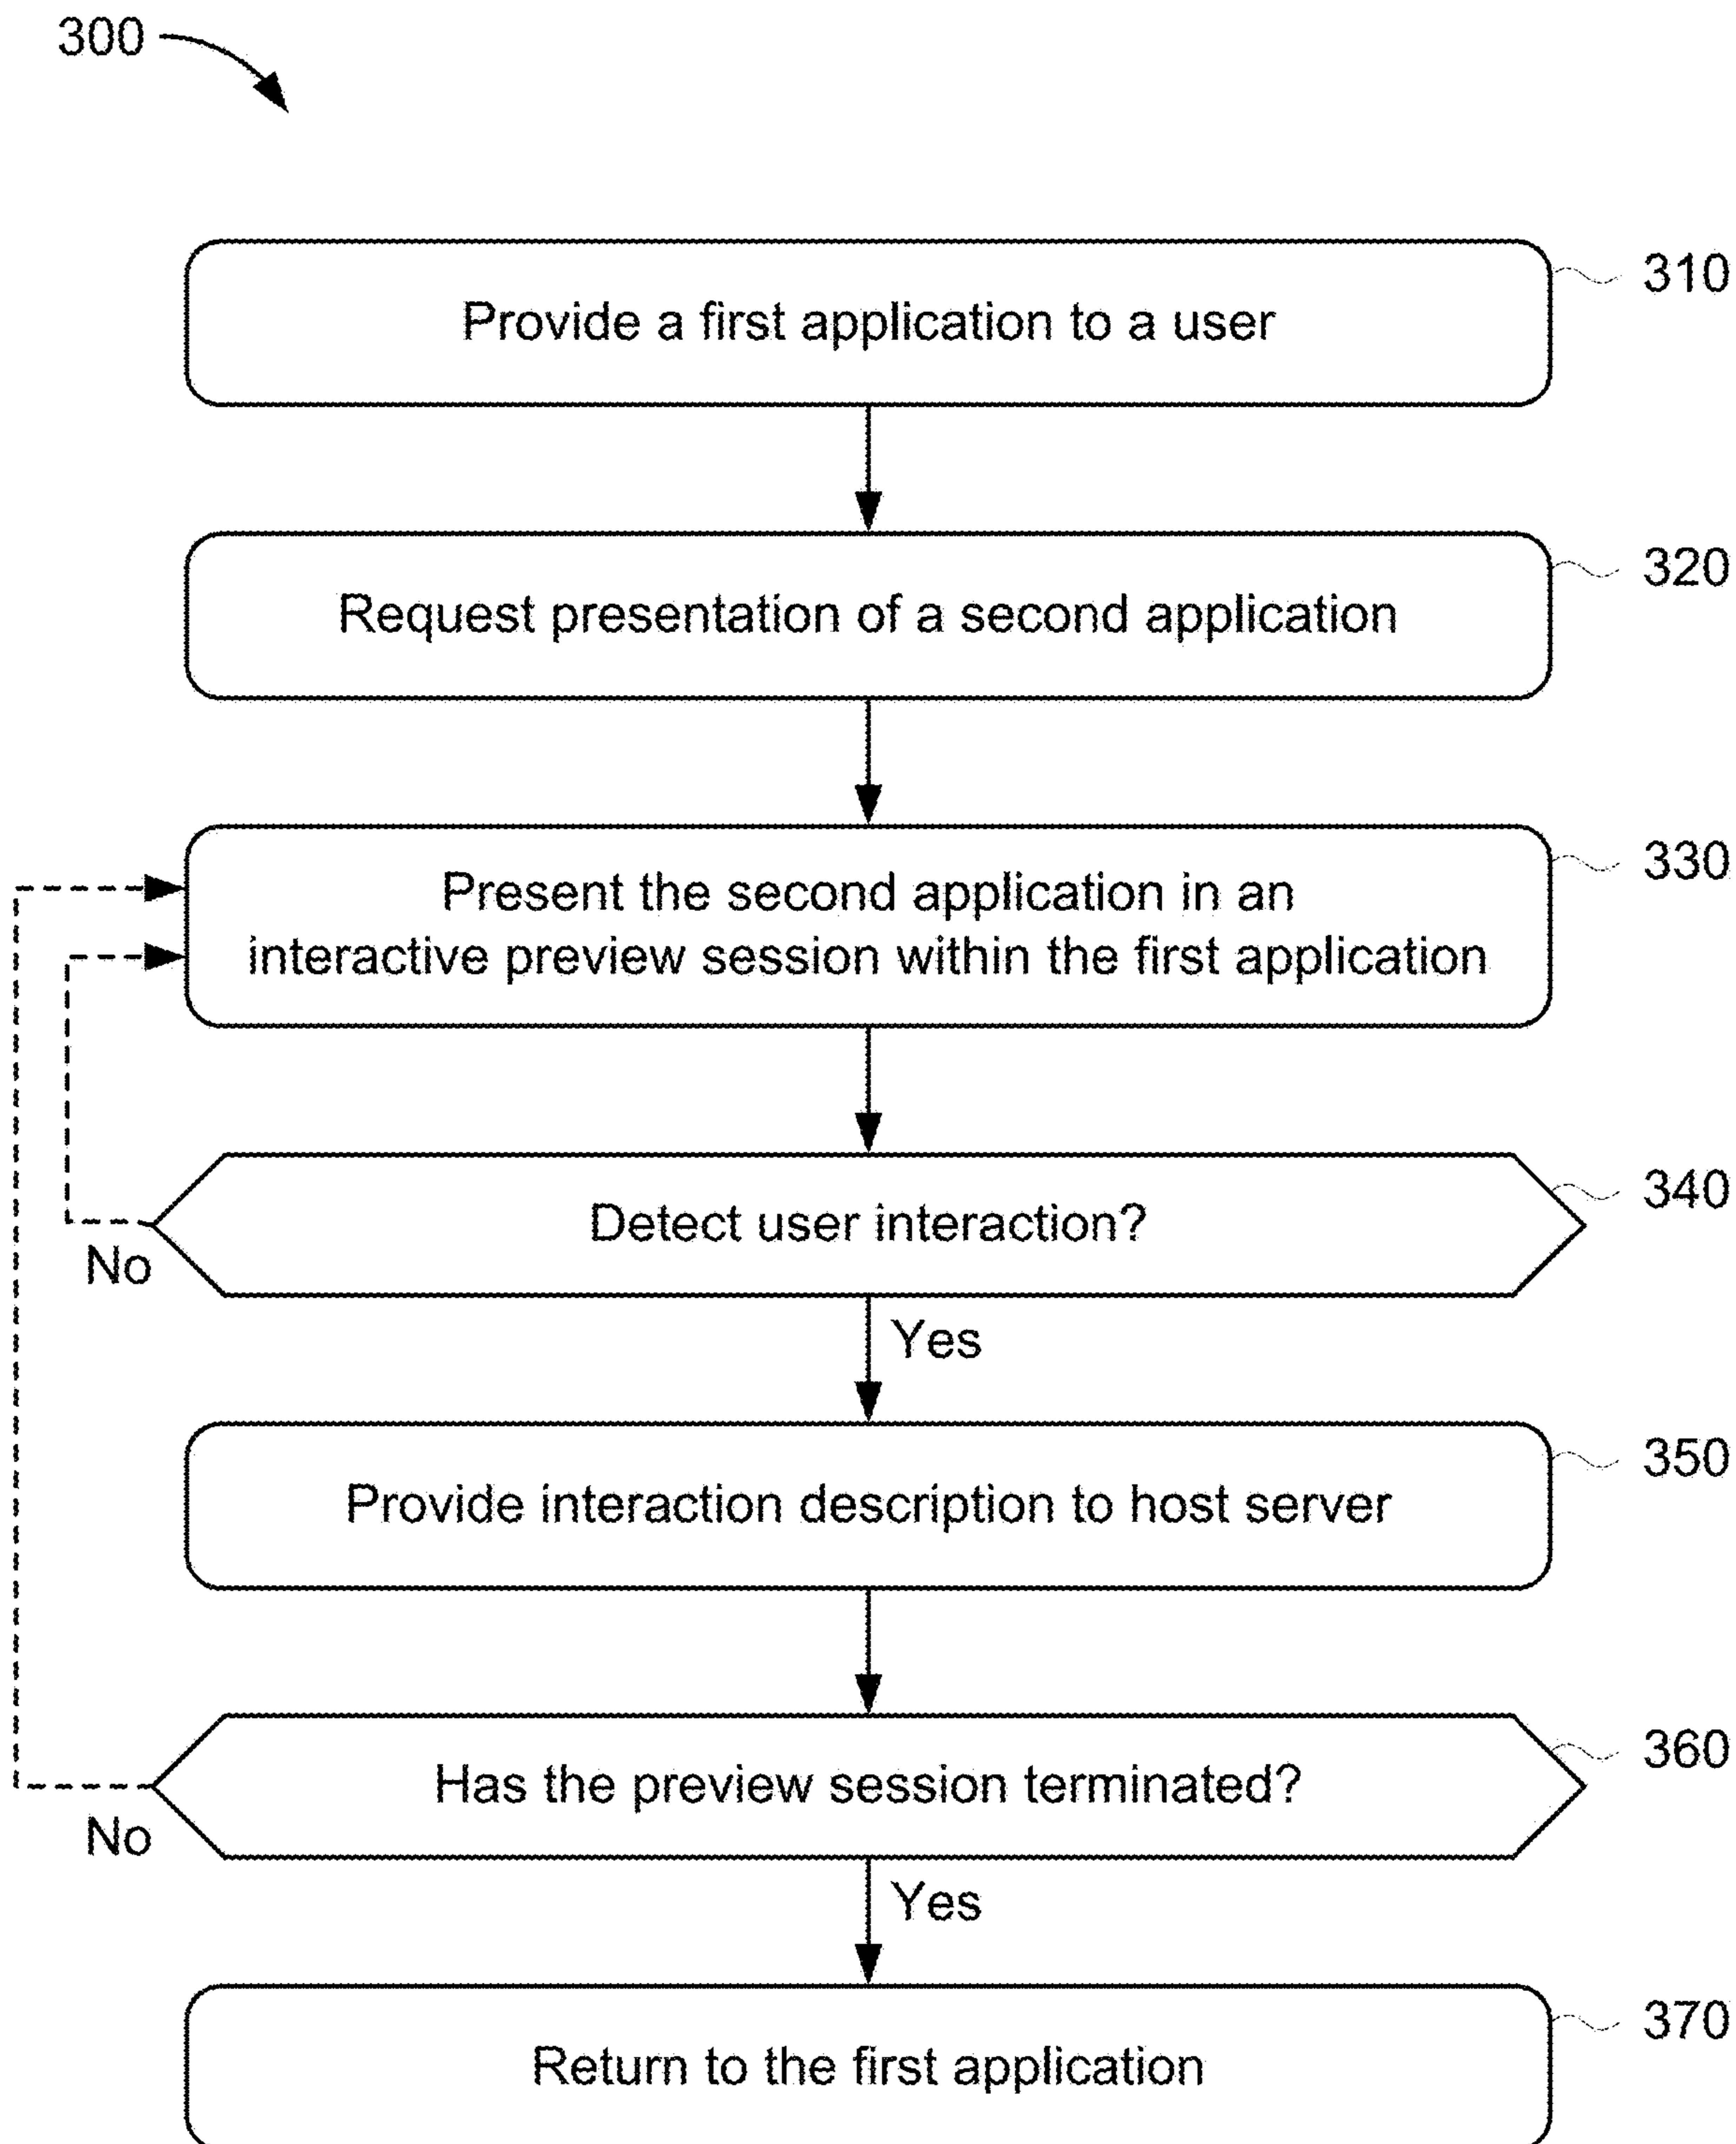 300
310
Provide a first application to a user
320
Request presentation of a second application
330
Present the second application in an
interactive preview session within the first application
340
Detect user interaction?
No
Yes
350
Provide interaction description to host server
360
Has the preview session terminated?
No
Yes
370
Return to the first application